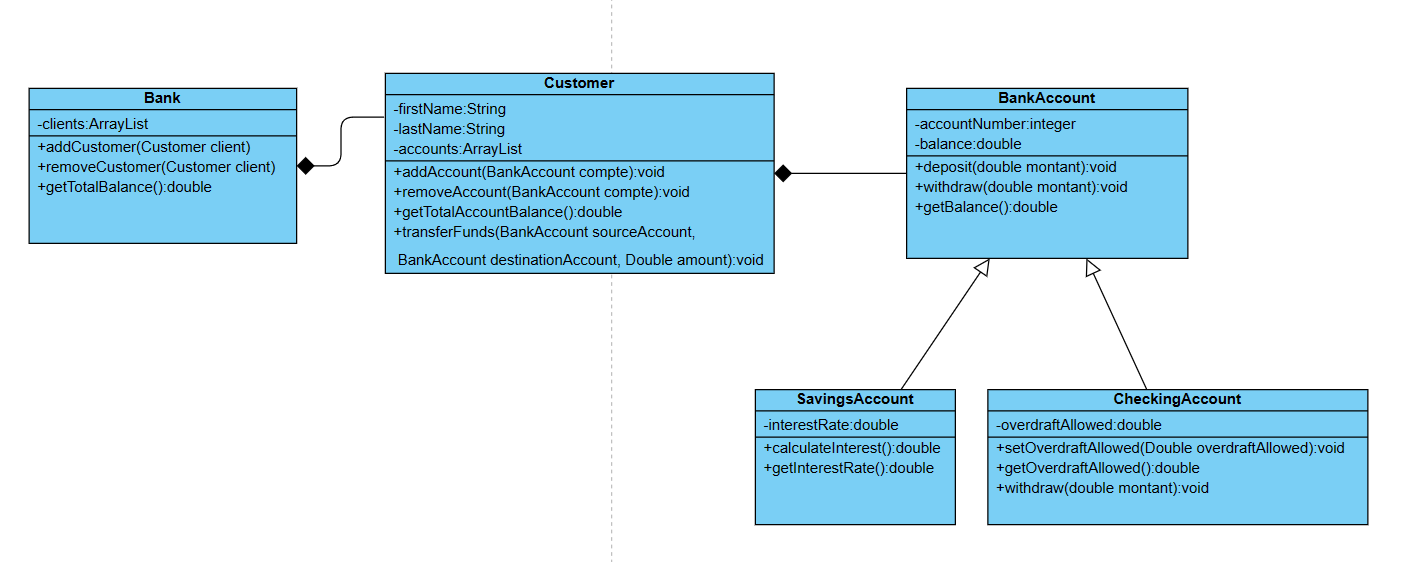 Bank
-clients:ArrayList
+addCustomer(Customer client)
+removeCustomer(Customer client)
+getTotalBalance():double
Customer
-firstName:String
-lastName:String
-accounts:ArrayList
+addAccount(BankAccount compte):void
+removeAccount(BankAccount compte):void
+getTotalAccountBalance():double
+transferFunds(BankAccount sourceAccount,
BankAccount destinationAccount, Double amount):void
BankAccount
-accountNumber:integer
-balance:double
+deposit(double montant):void
+withdraw(double montant):void
+getBalance():double
SavingsAccount
-interestRate:double
+calculateInterest():double
+getInterestRate():double
CheckingAccount
-overdraftAllowed:double
+setOverdraftAllowed(Double overdraftAllowed):void
+getOverdraftAllowed():double
+withdraw(double montant):void